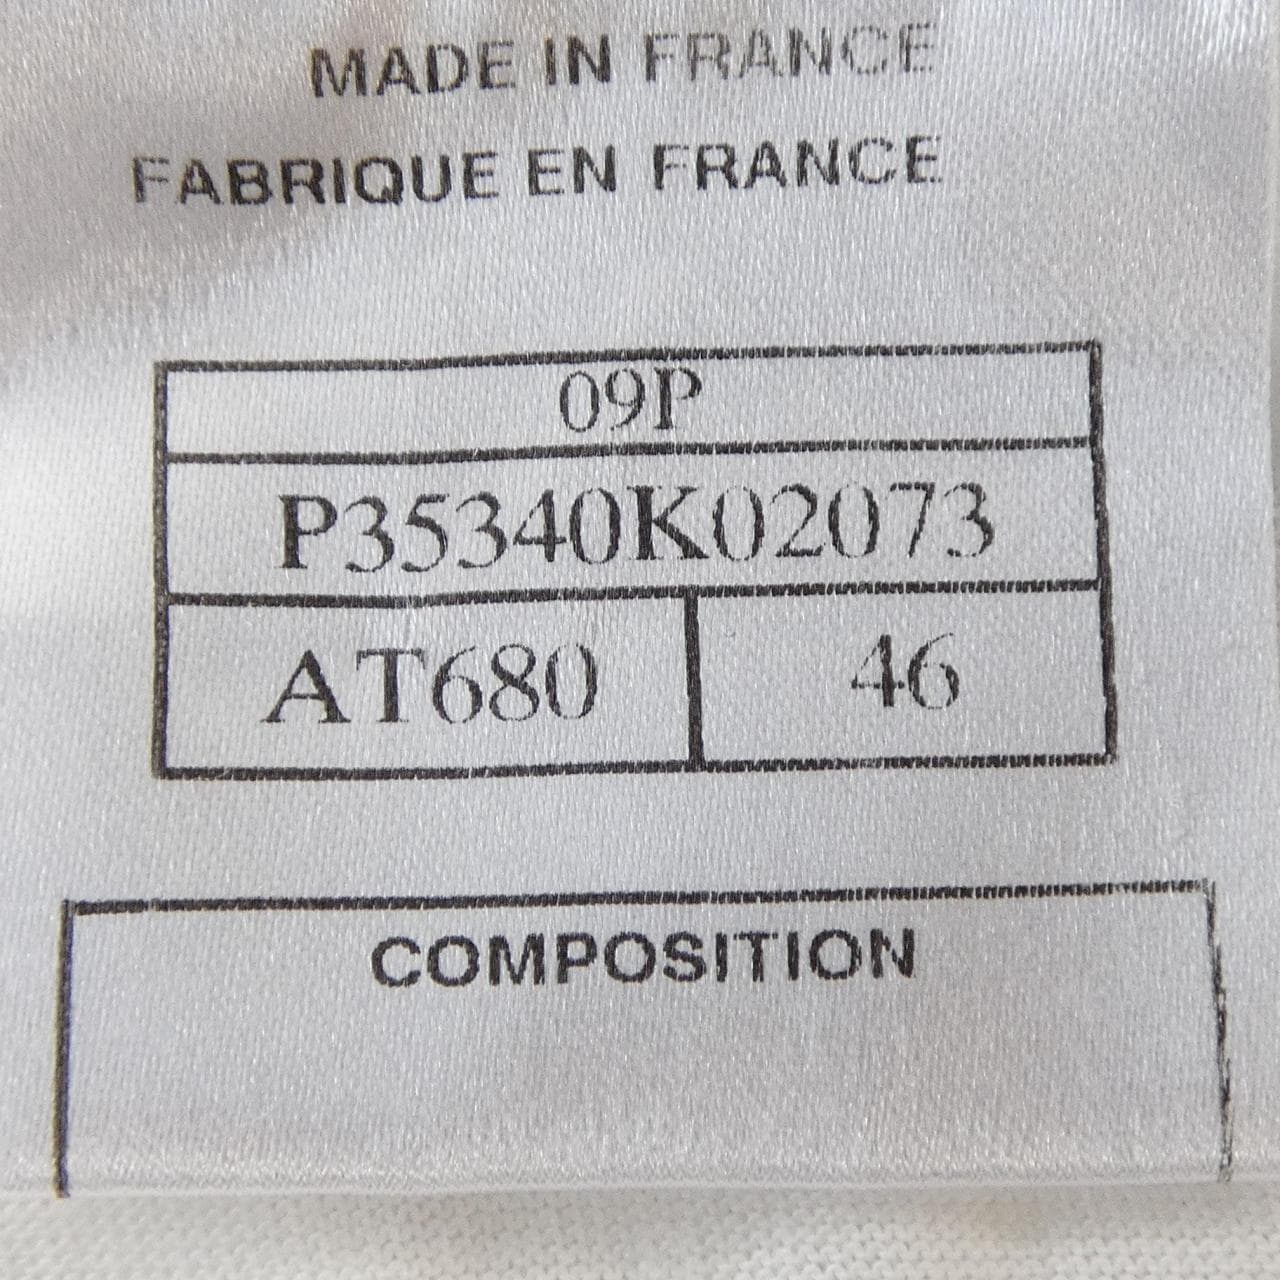 MADE IN FRANCE
FABRIQUE EN FRANCE
09P
P35340K02073
AT680 46
COMPOSITION